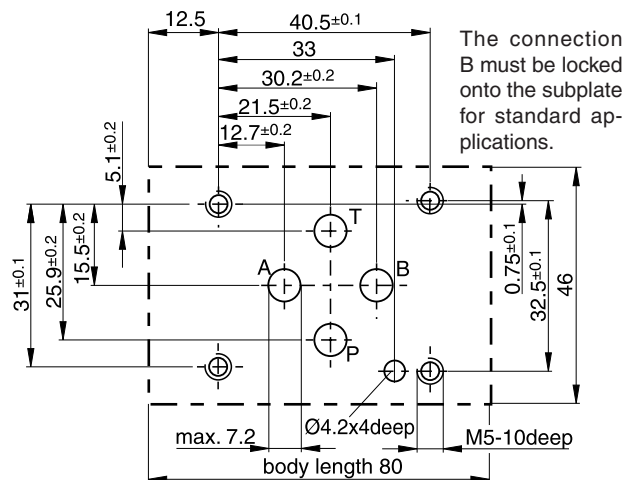 12.5
40.5±0.1
33
30.2±0.2
21.5±0.2
12.7±0.2
The connection
B must be locked
onto the subplate
for standard ap-
plications.
5.1±0.2
T
A
B
P
31±0.1
25.9±0.2
15.5±0.2
0.75±0.1
32.5±0.1
46
Ø4.2x4deep
max. 7.2
M5-10deep
body length 80